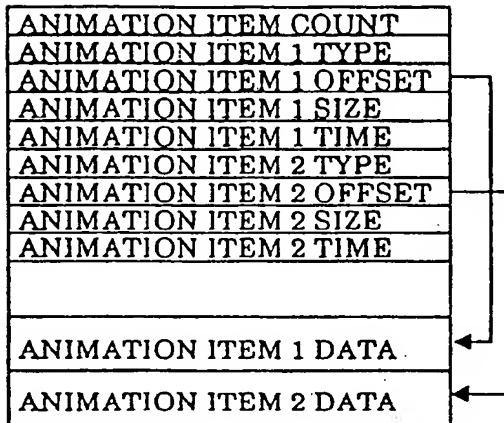 ANIMATION ITEM COUNT
ANIMATION ITEM 1 TYPE
ANIMATION ITEM 1 OFFSET
ANIMATION ITEM 1 SIZE
ANIMATION ITEM 1 TIME
ANIMATION ITEM 2 TYPE
ANIMATION ITEM 2 OFFSET
ANIMATION ITEM 2 SIZE
ANIMATION ITEM 2 TIME
ANIMATION ITEM 1 DATA
ANIMATION ITEM 2 DATA